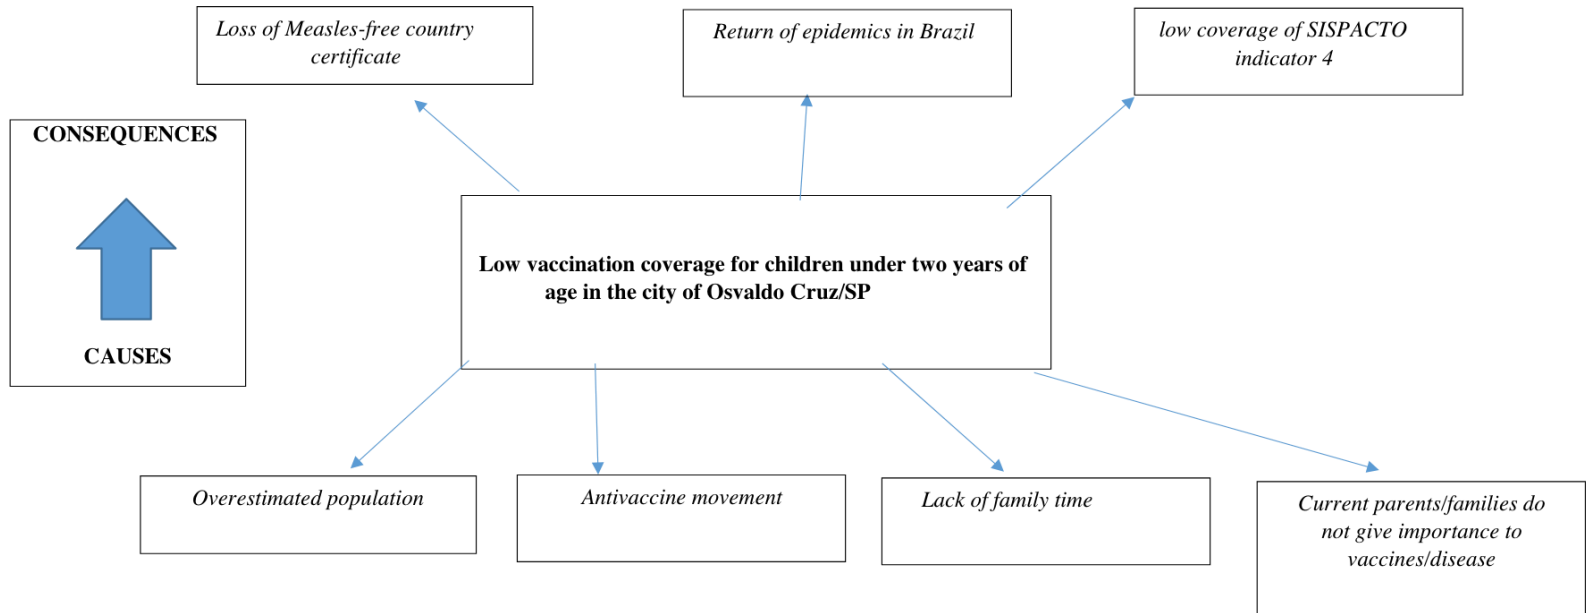 Loss of Measles-free country
certificate
Return of epidemics in Brazil
low coverage of SISPACTO
indicator 4
CONSEQUENCES
CAUSES
Low vaccination coverage for children under two years of
age in the city of Osvaldo Cruz/SP
Overestimated population
Antivaccine movement
Lack of family time
Current parents/families do
not give importance to
vaccines/disease